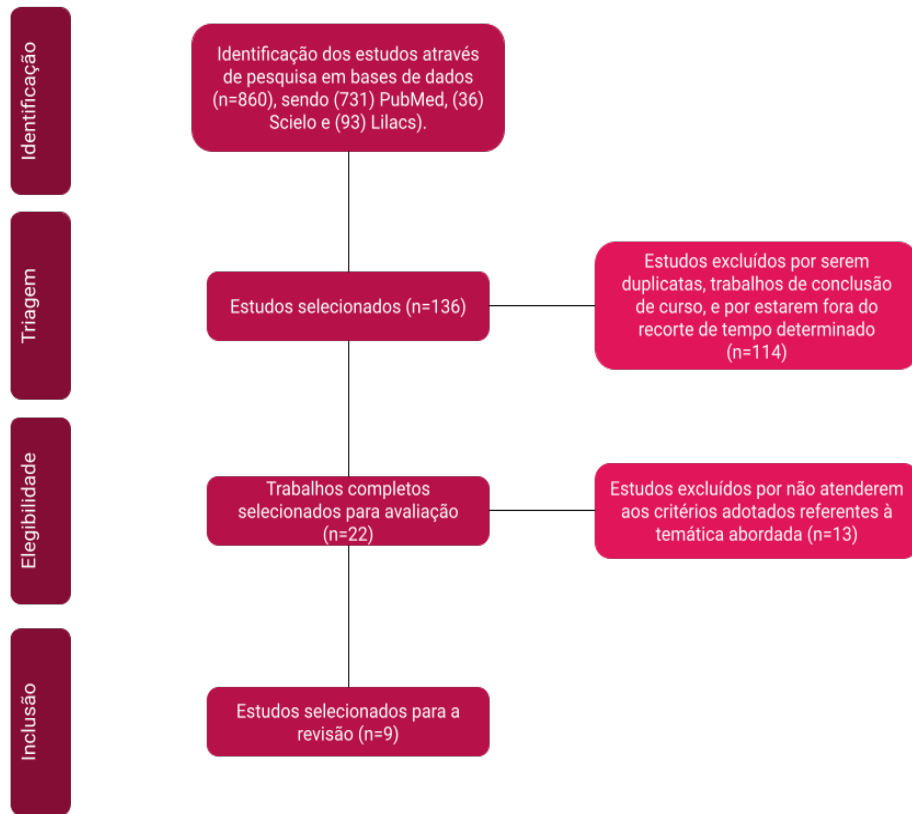 Identificação
Identificação dos estudos através
de pesquisa em bases de dados
(n=860), sendo (731) PubMed, (36)
Scielo e (93) Lilacs).
Triagem
Estudos selecionados (n=136)
Estudos excluídos por serem
duplicatas, trabalhos de conclusão
de curso, e por estarem fora do
recorte de tempo determinado
(n=114)
Elegibilidade
Trabalhos completos
selecionados para avaliação
(n=22)
Estudos excluídos por não atenderem
aos critérios adotados referentes à
temática abordada (n=13)
Inclusão
Estudos selecionados para a
revisão (n=9)